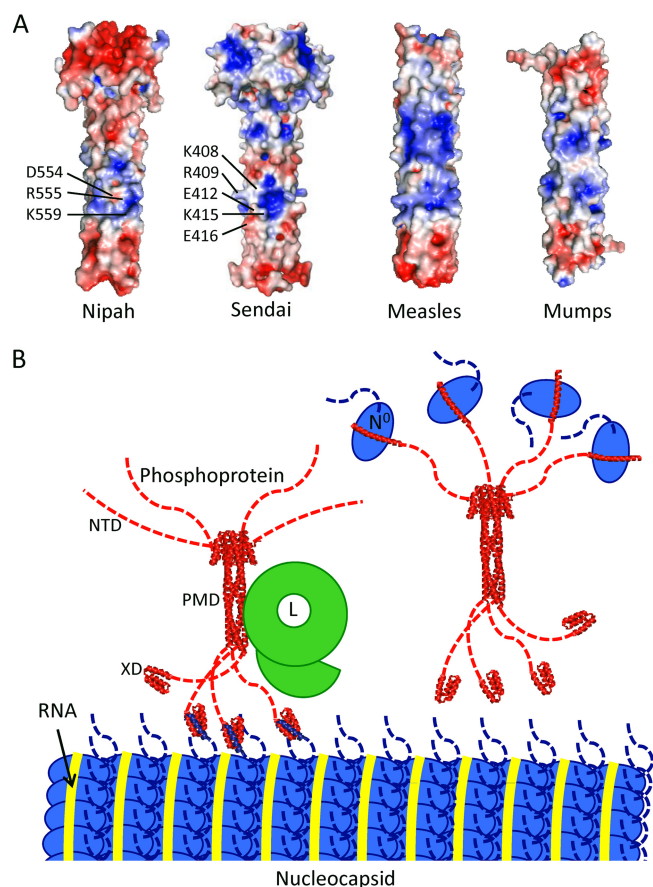 A
D554
R555
K559
K408
R409
E412
K415
E416
Nipah
Sendai
Measles
Mumps
B
N⁰
Phosphoprotein
NTD
PMD
L
XD
RNA
Nucleocapsid